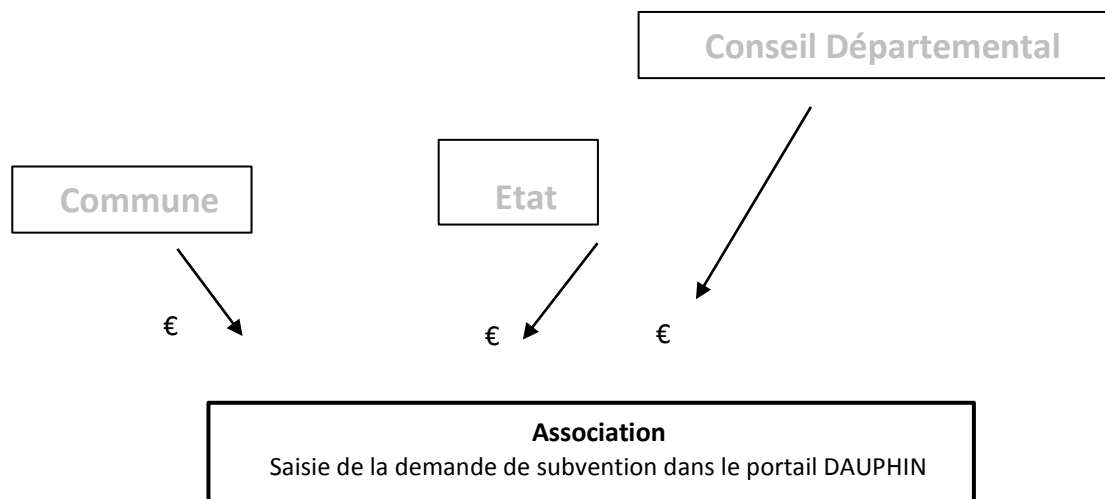 Conseil Départemental
Commune
Etat
€
€
€
Association
Saisie de la demande de subvention dans le portail DAUPHIN